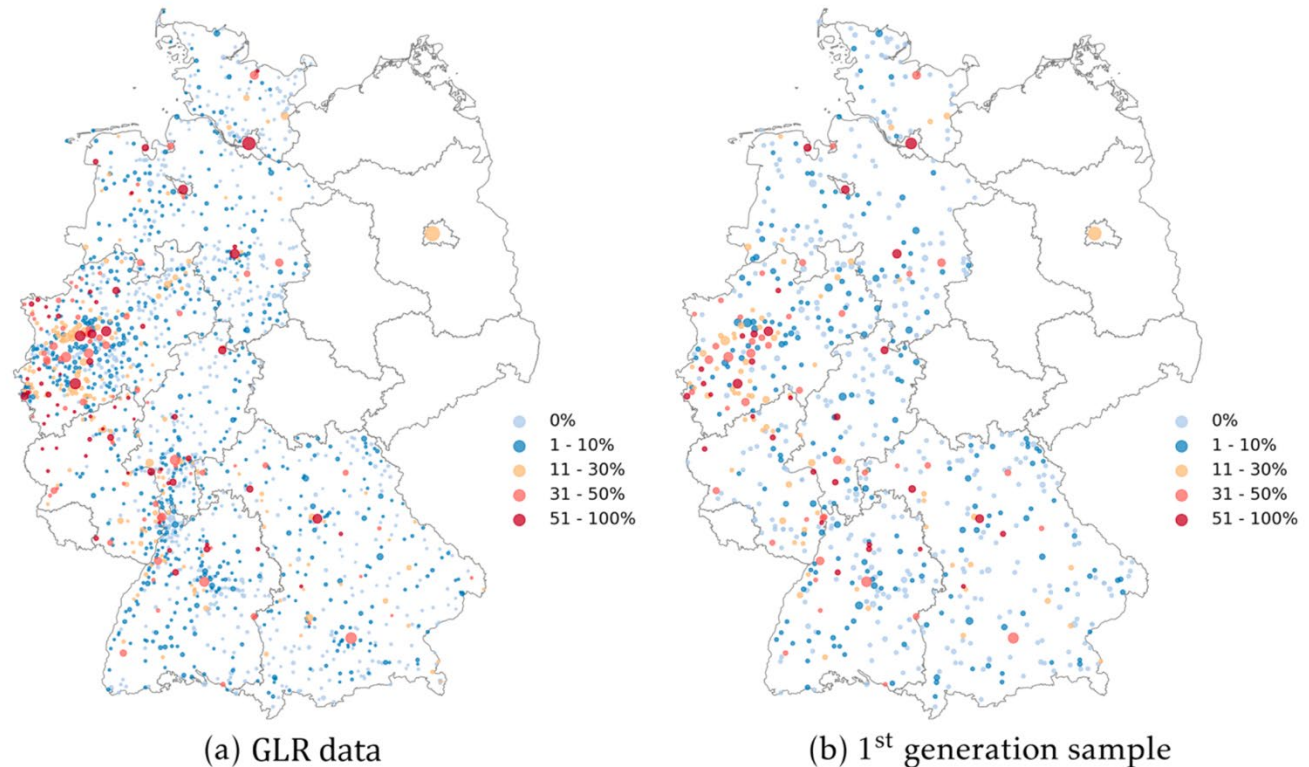 0%
1 - 10%
11 - 30%
31 - 50%
51 - 100%
0%
1 - 10%
11 - 30%
31 - 50%
51 - 100%
(a) GLR data
(b) 1st generation sample